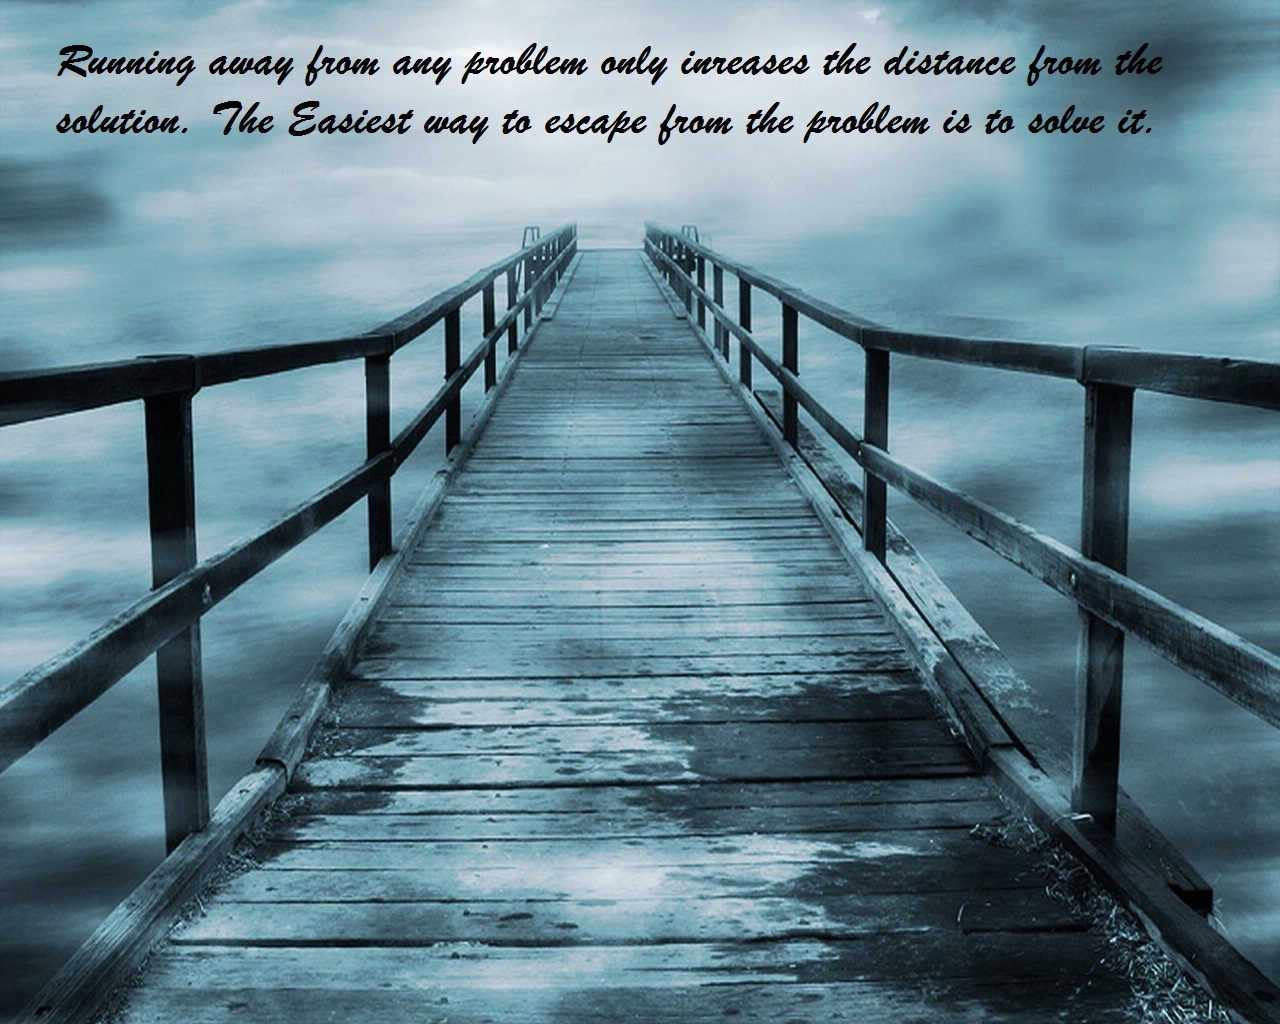 Running away from any problem only inreases the distance from the
solution. The Easiest way to escape from the problem is to solve it.